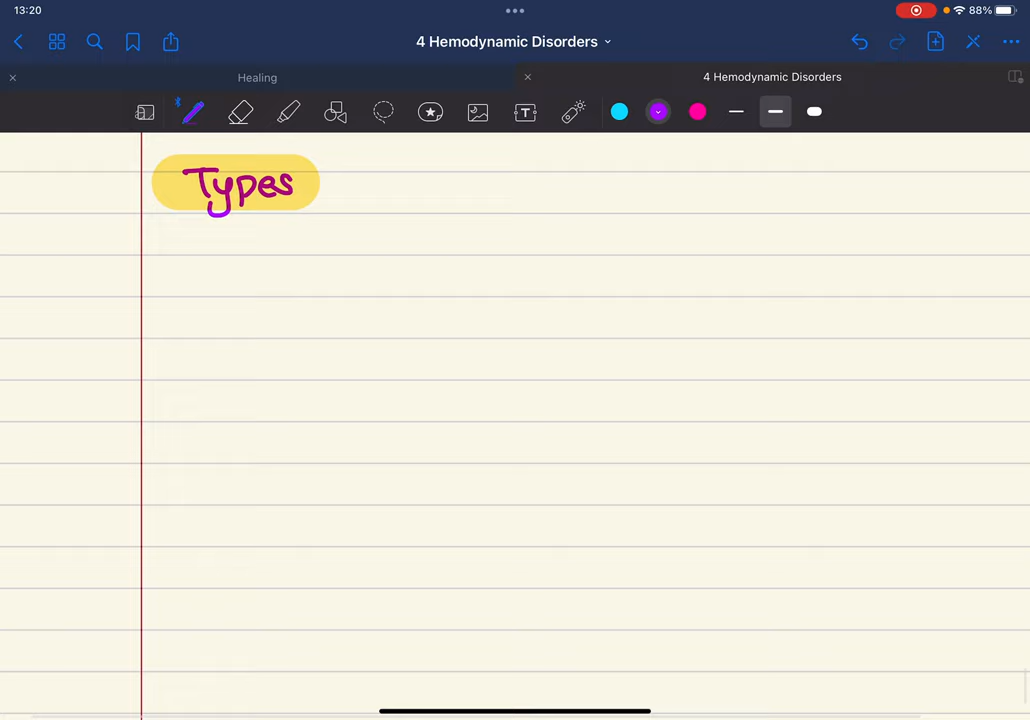 13:20
88%
4 Hemodynamic Disorders
Healing
4 Hemodynamic Disorders
T
Types